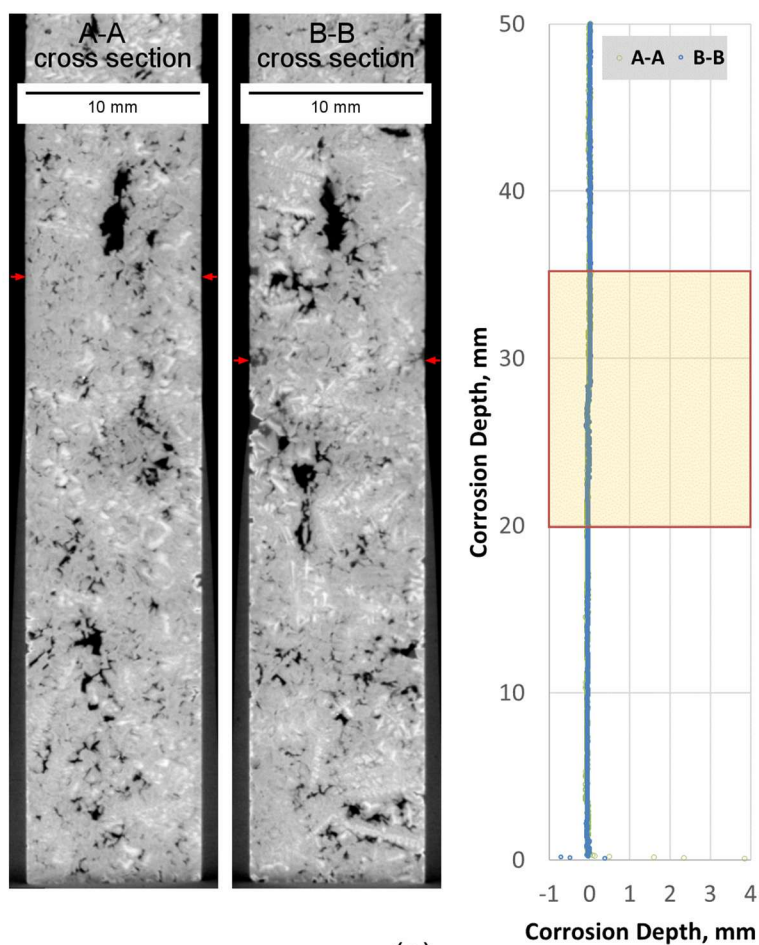 A-A
cross section
10 mm
B-B
cross section
10 mm
Corrosion Depth, mm
50
40
30
20
10
0
A-A B-B
-1 0 1 2 3 4
Corrosion Depth, mm